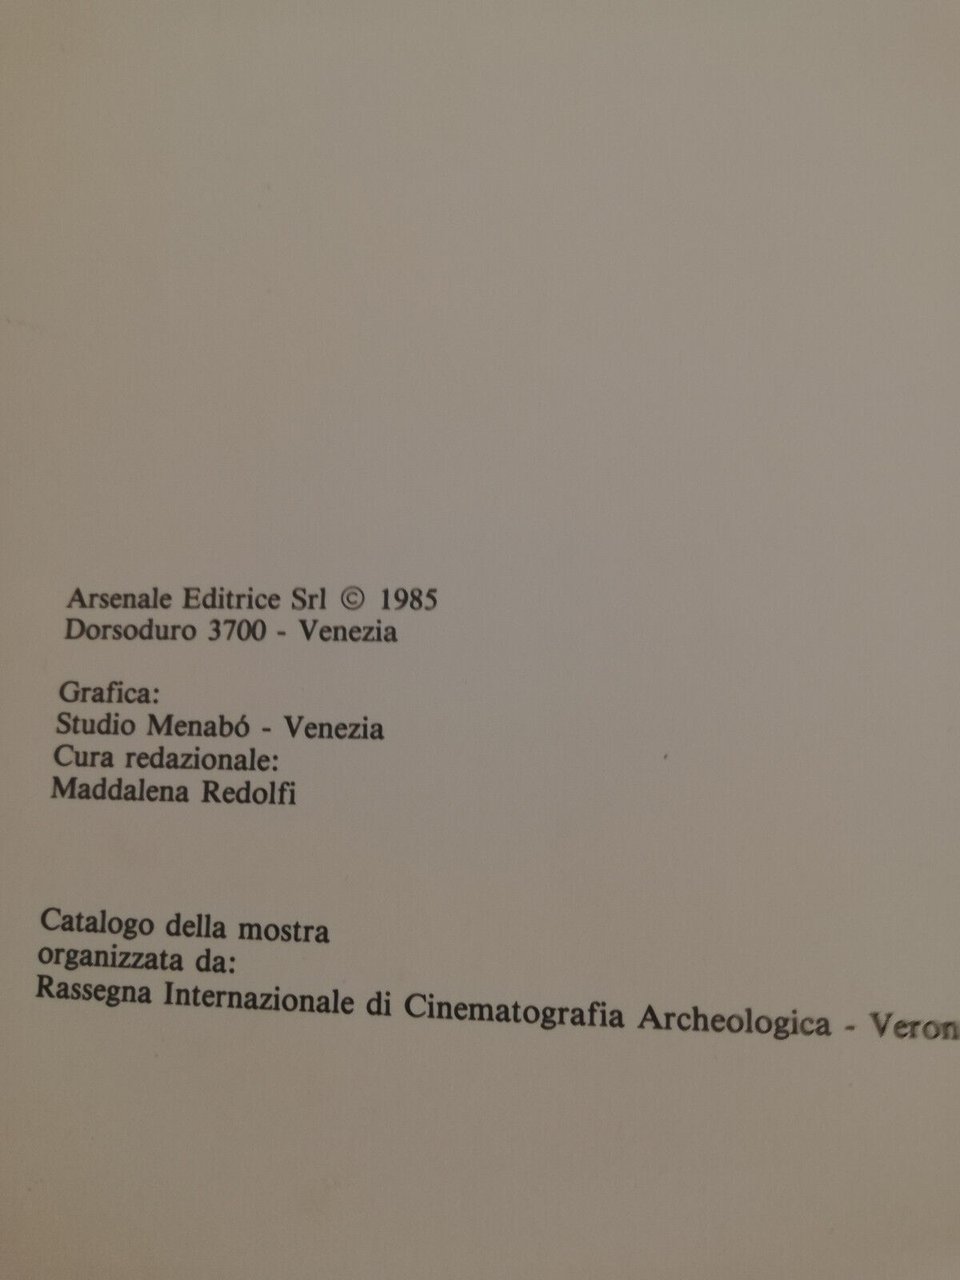 Arsenale Editrice Srl © 1985
Dorsoduro 3700 - Venezia
Grafica:
Studio Menabó - Venezia
Cura redazionale:
Maddalena Redolfi
Catalogo della mostra
organizzata da:
Rassegna Internazionale di Cinematografia Archeologica - Veron